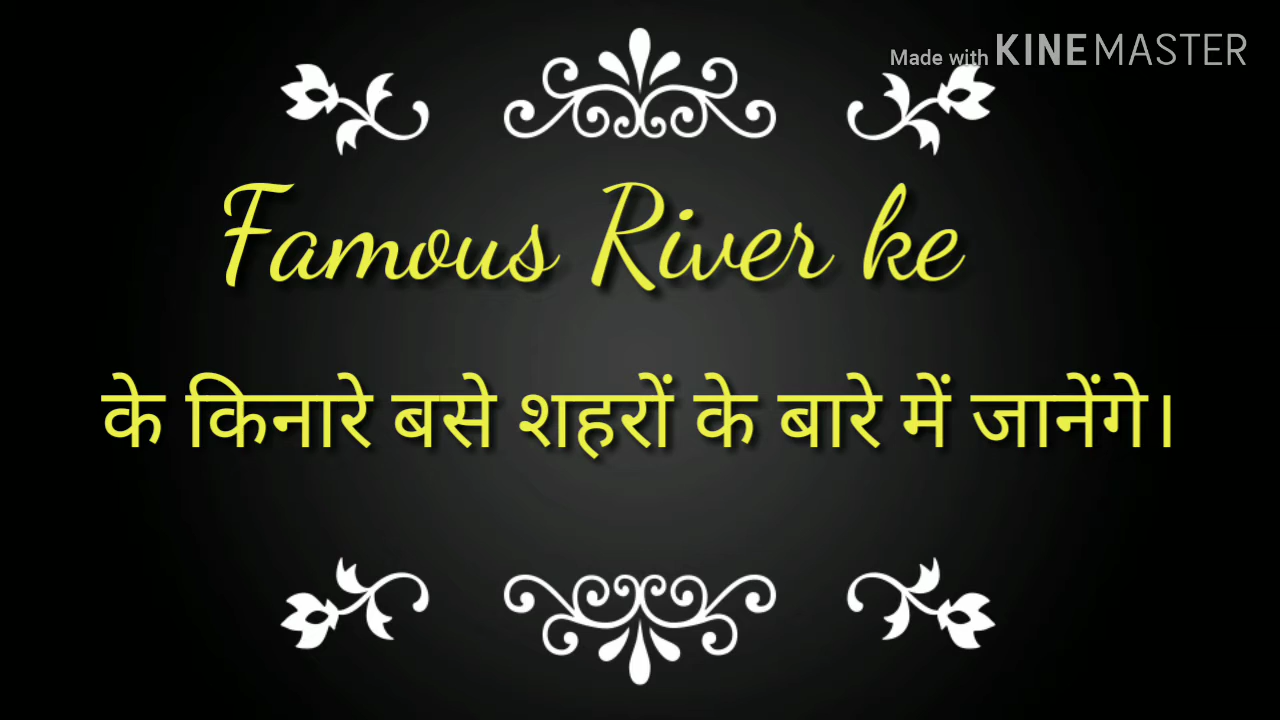 Made with KINEMASTER
Famous River ke
के किनारे बसे शहरों के बारे में जानेंगे।